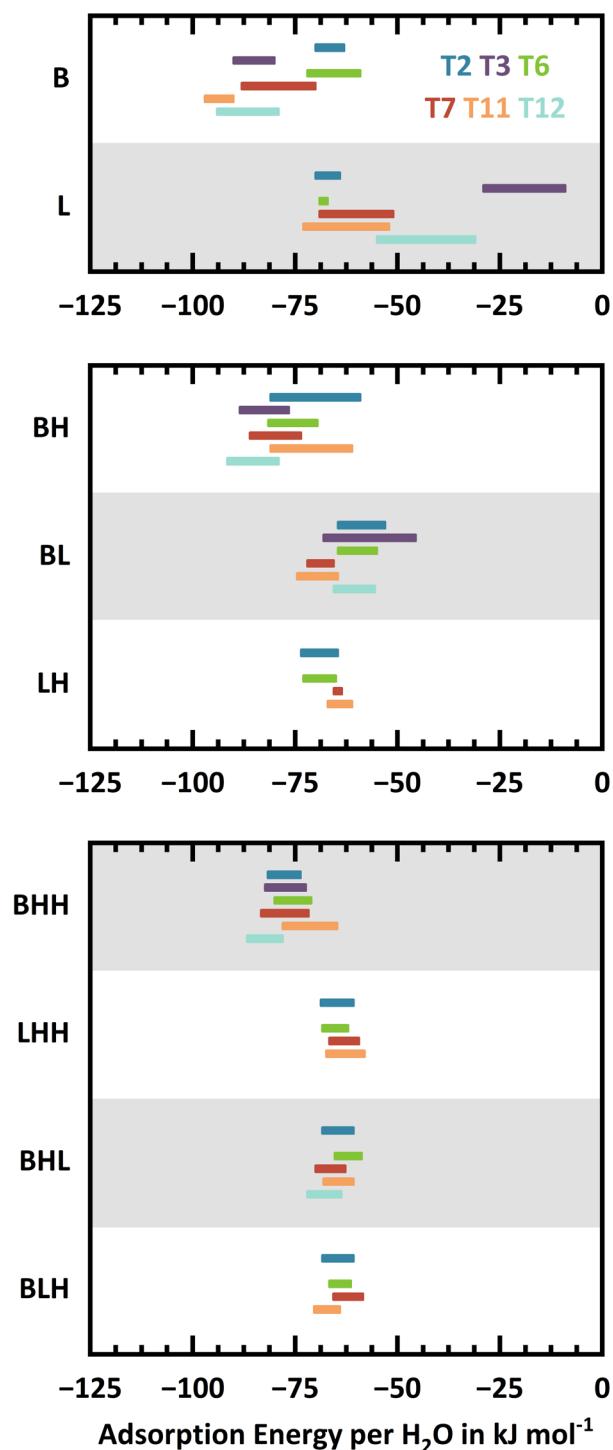 B
T2 T3 T6
T7 T11 T12
L
−125 −100 −75 −50 −25 0
BH
BL
LH
−125 −100 −75 −50 −25 0
BHH
LHH
BHL
BLH
−125 −100 −75 −50 −25 0
Adsorption Energy per H₂O in kJ mol⁻¹